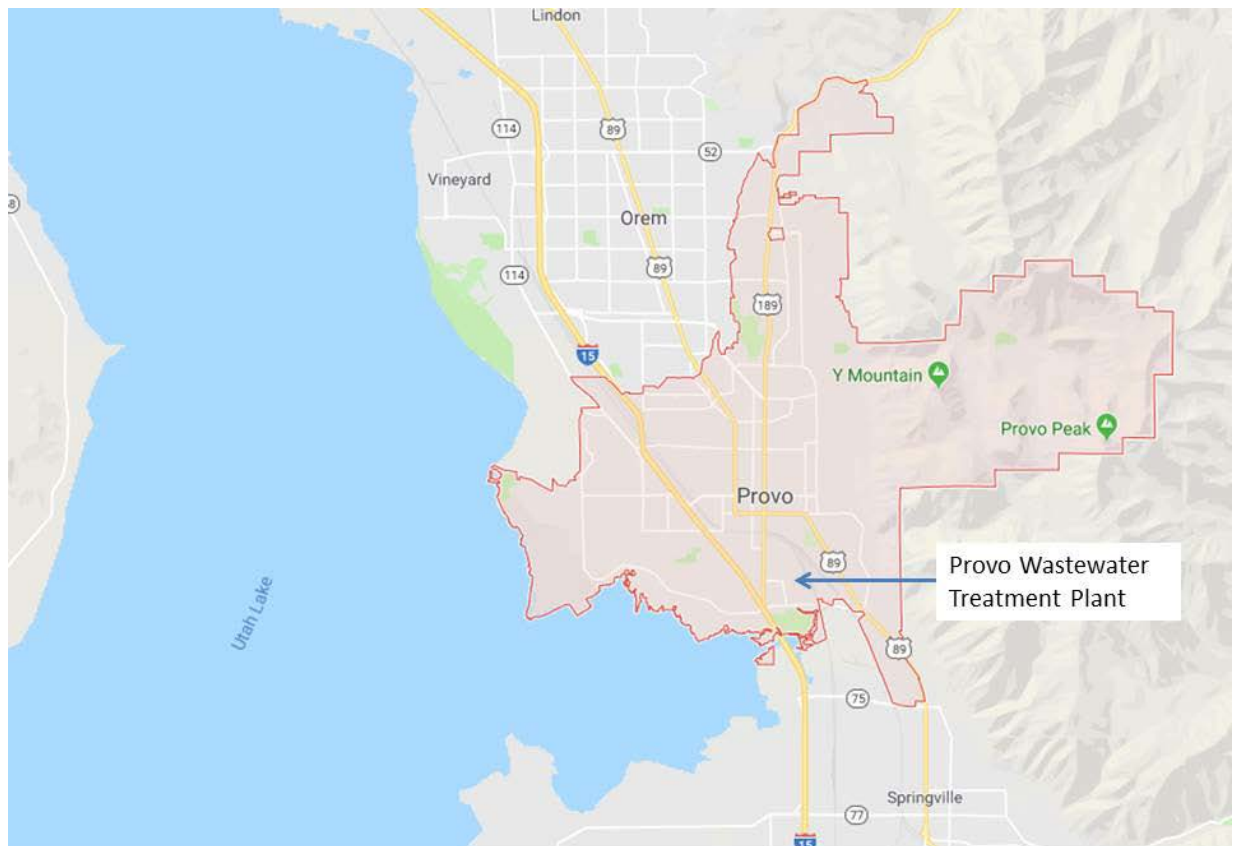 Lindon
114
89
52
Vineyard
68
Orem
114
89
189
15
Y Mountain
Provo Peak
Provo
89
Provo Wastewater
Treatment Plant
Utah Lake
89
75
Springville
77
15